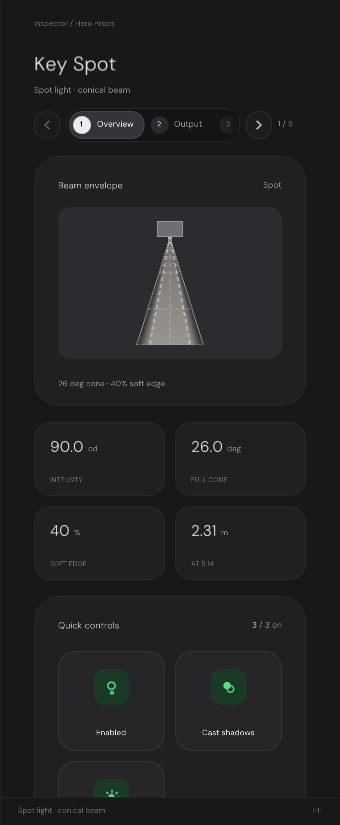 Inspector / Hero Props
Key Spot
Spot light · conical beam
1 Overview 2 Output 3
1 / 5
Beam envelope Spot
26 deg cone · 40% soft edge
90.0 cd
INTENSITY
26.0 deg
FULL CONE
40 %
SOFT EDGE
2.31 m
AT 5 M
Quick controls 3 / 3 on
Enabled
Cast shadows
Spot light · conical beam